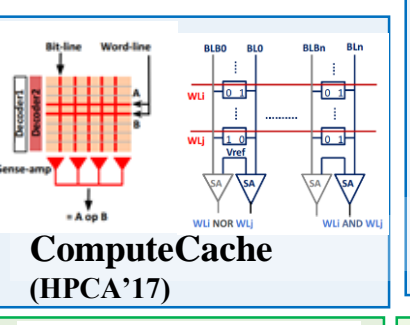 Bit-line Word-line
Decoder1
Decoder2
A
B
Sense-amp
= A op B
BLB0 BL0 BLBn BLn
WLi
0 1 0 1
WLj
1 0 0 1
Vref
SA SA SA SA
WLi NOR WLj WLi AND WLj
ComputeCache
(HPCA’17)